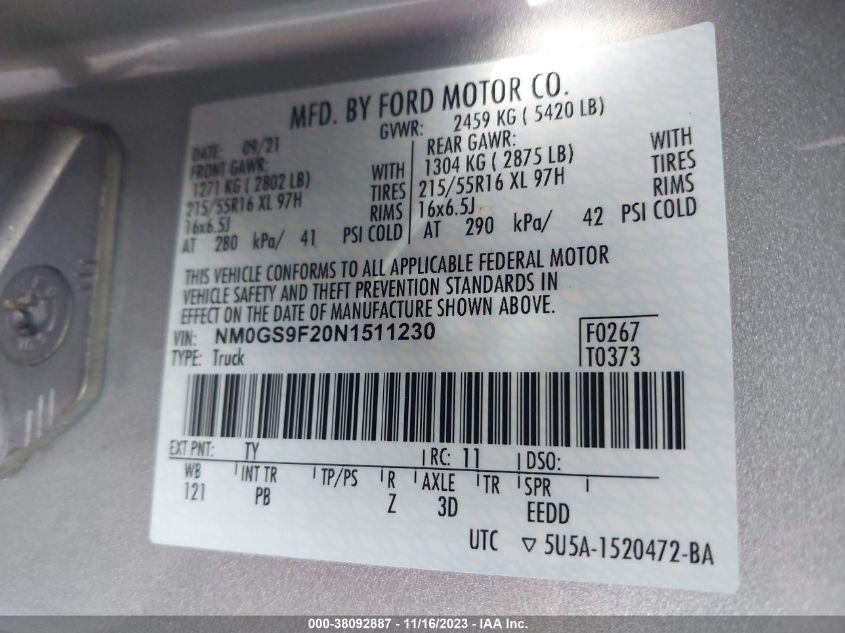 MFD. BY FORD MOTOR CO.
DATE: 09/21 GVWR: 2459 KG ( 5420 LB)
FRONT GAWR: REAR GAWR:
1271 KG ( 2802 LB) WITH 1304 KG ( 2875 LB) WITH
215/55R16 XL 97H TIRES 215/55R16 XL 97H TIRES
16x6.5J RIMS 16x6.5J RIMS
AT 280 kPa/ 41 PSI COLD AT 290 kPa/ 42 PSI COLD
THIS VEHICLE CONFORMS TO ALL APPLICABLE FEDERAL MOTOR
VEHICLE SAFETY AND THEFT PREVENTION STANDARDS IN
EFFECT ON THE DATE OF MANUFACTURE SHOWN ABOVE.
VIN: NM0GS9F20N1511230 F0267
TYPE: Truck T0373
EXT PNT: TY RC: 11 DSO:
WB INT TR TP/PS R AXLE TR SPR
121 PB Z 3D EEDD
UTC ▽ 5U5A-1520472-BA
000-38092887 - 11/16/2023 - IAA Inc.